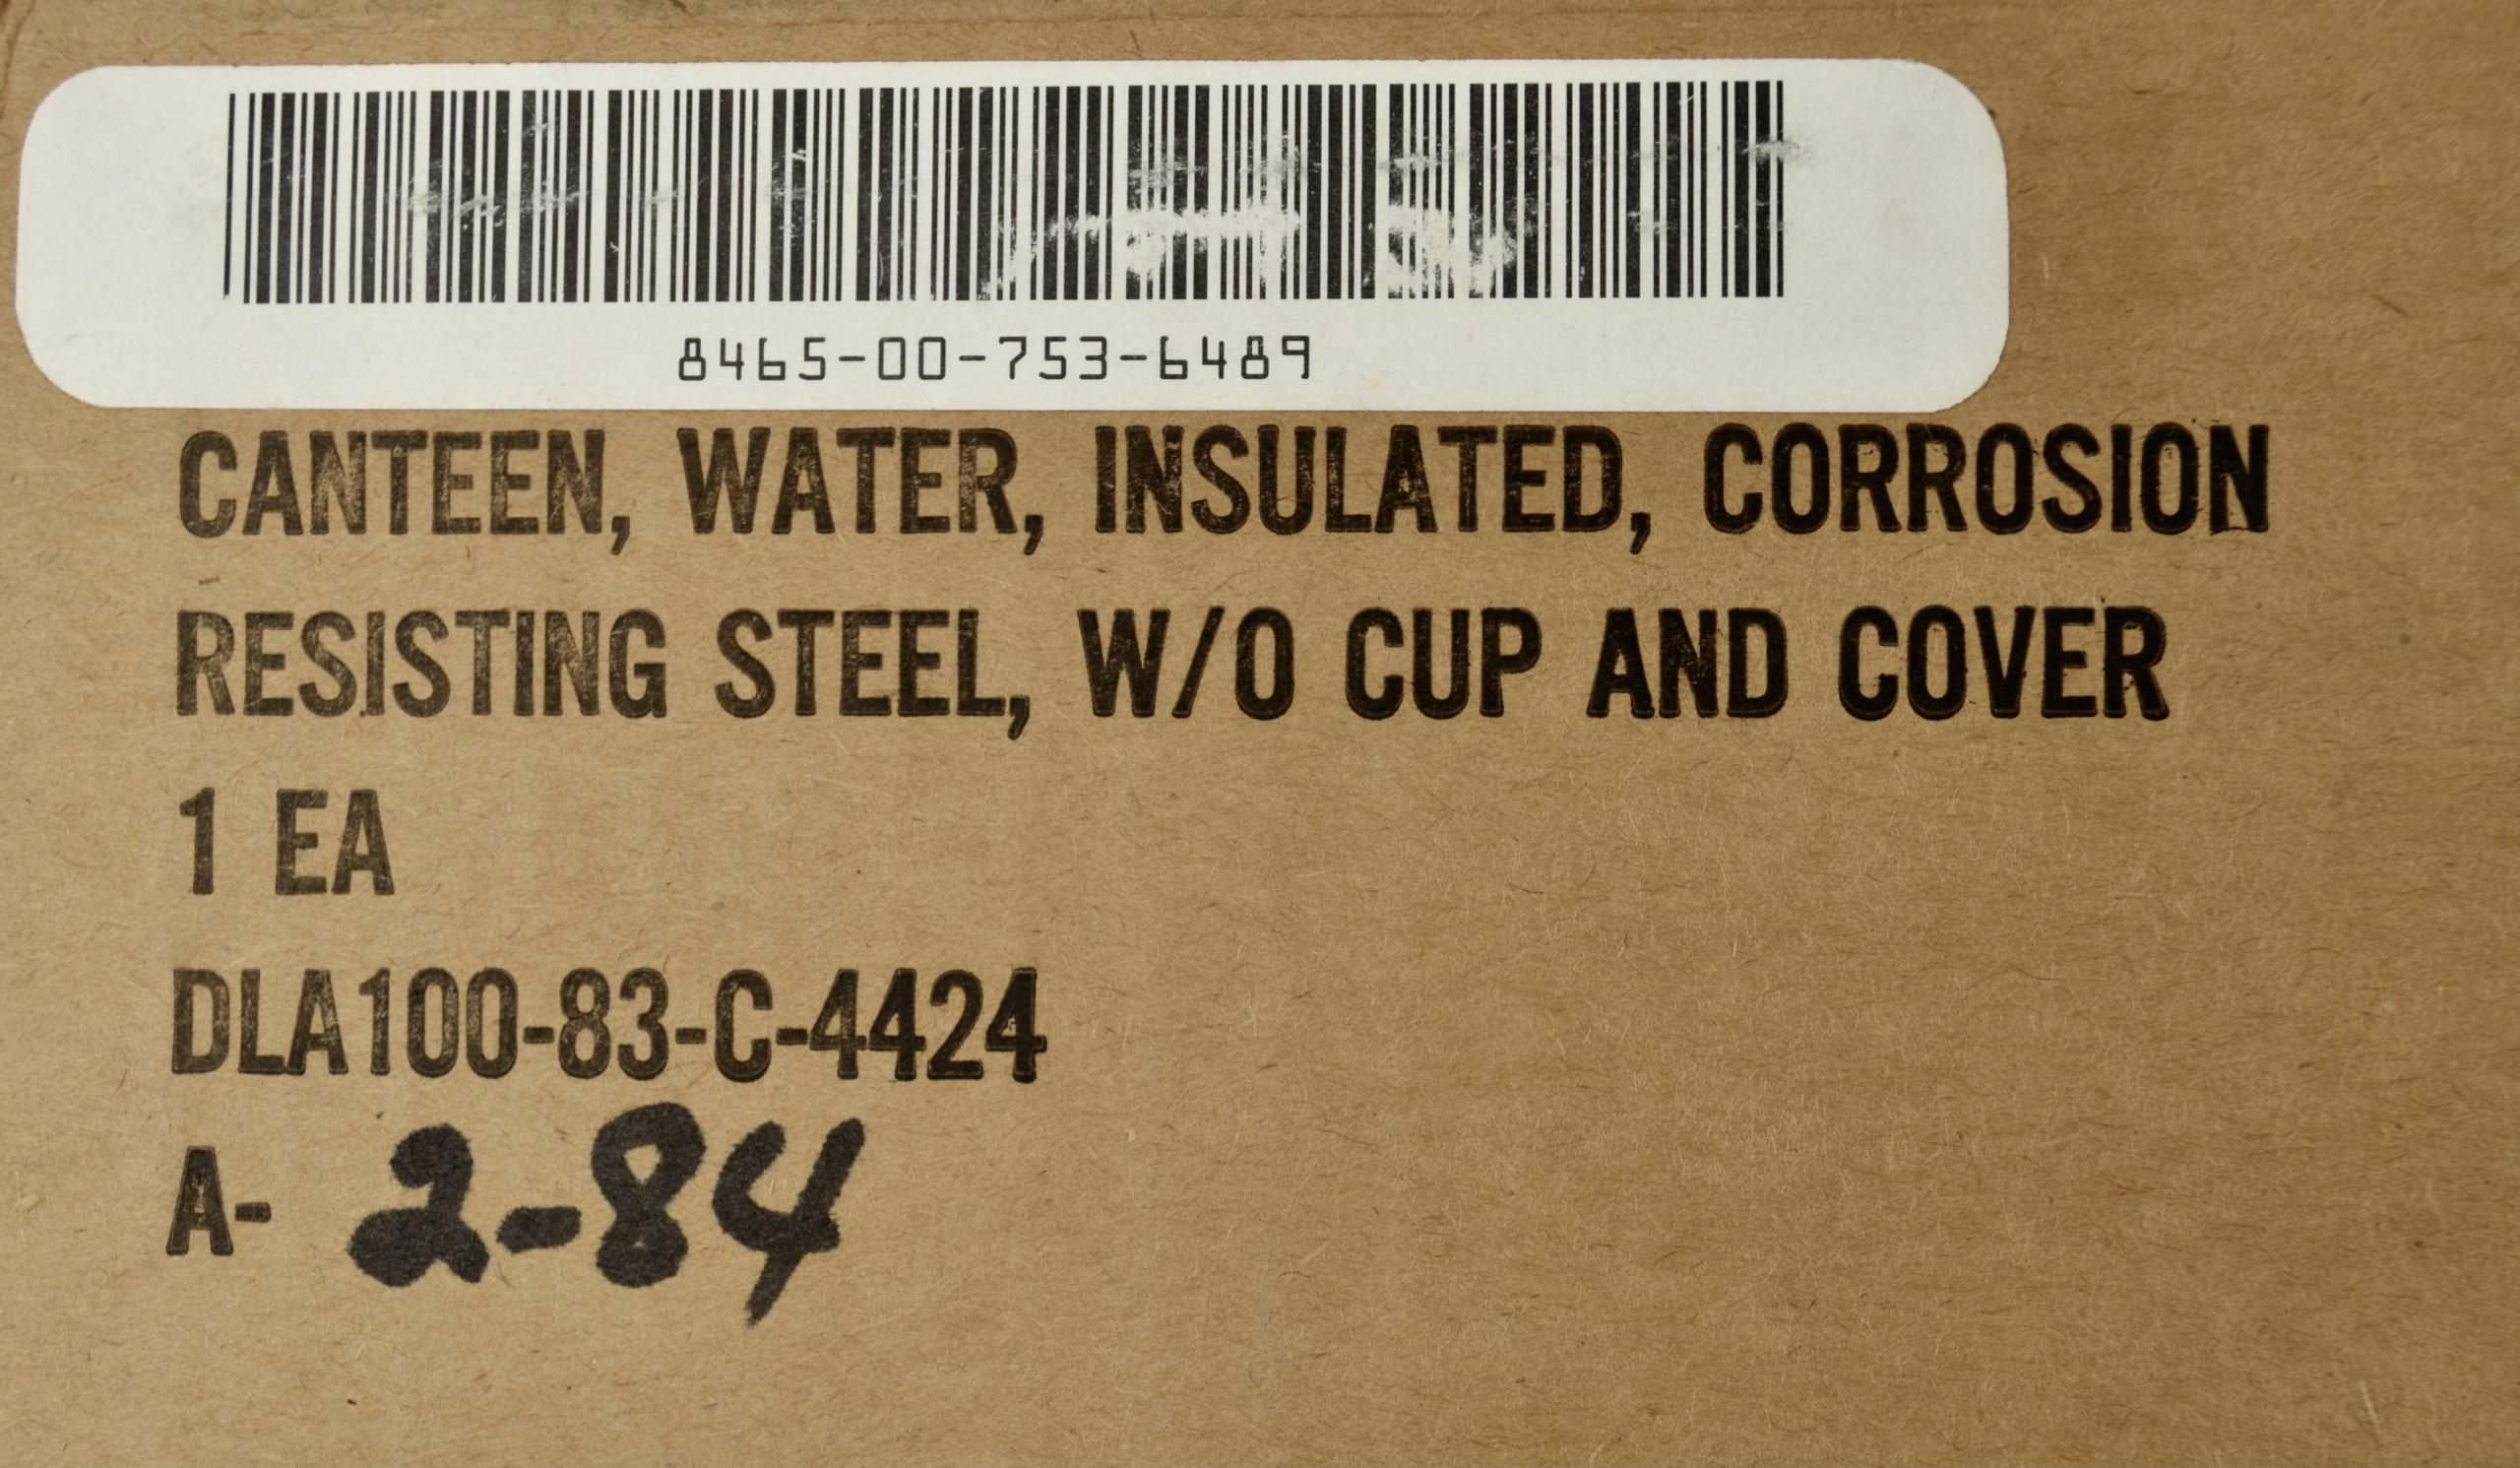 8465-00-753-6489
CANTEEN, WATER, INSULATED, CORROSION
RESISTING STEEL, W/O CUP AND COVER
1 EA
DLA100-83-C-4424
A- 2-84